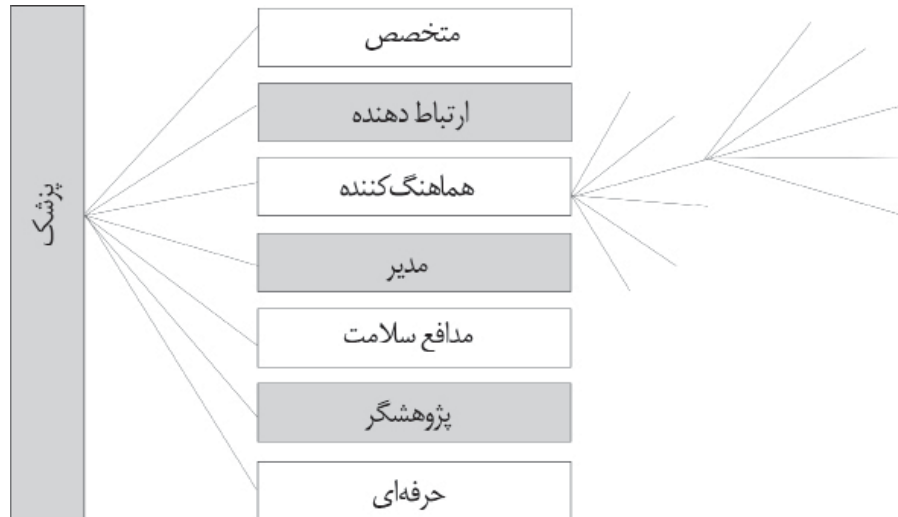 پزشک
متخصص
ارتباط دهنده
هماهنگ‌کننده
مدیر
مدافع سلامت
پژوهشگر
حرفه‌ای